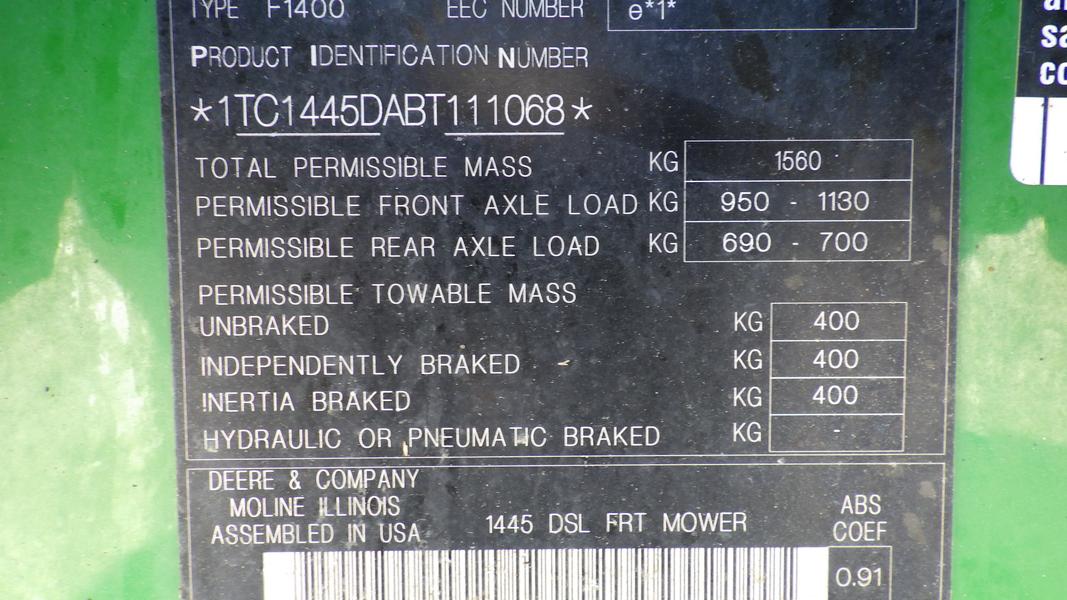 TYPE F1400 EEC NUMBER e*1*
PRODUCT IDENTIFICATION NUMBER
*1TC1445DABT111068*
TOTAL PERMISSIBLE MASS KG 1560
PERMISSIBLE FRONT AXLE LOAD KG 950 - 1130
PERMISSIBLE REAR AXLE LOAD KG 690 - 700
PERMISSIBLE TOWABLE MASS
UNBRAKED KG 400
INDEPENDENTLY BRAKED KG 400
INERTIA BRAKED KG 400
HYDRAULIC OR PNEUMATIC BRAKED KG -
DEERE & COMPANY
MOLINE ILLINOIS
ASSEMBLED IN USA
1445 DSL FRT MOWER
ABS
COEF
0.91